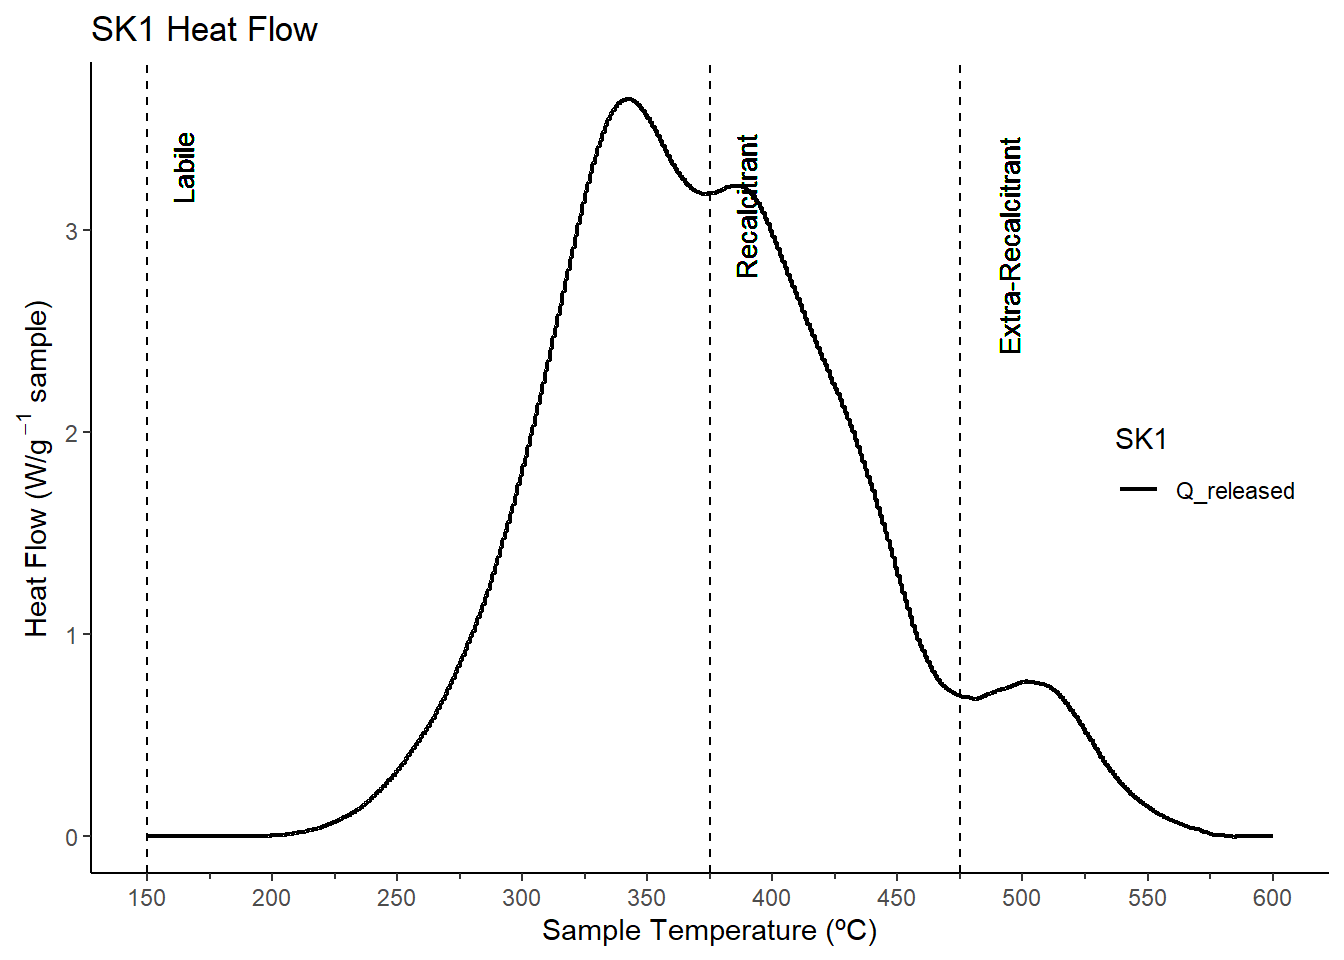 SK1 Heat Flow
Labile
Recalcitrant
Extra-Recalcitrant
3
2
1
0
Heat Flow (W/g⁻¹ sample)
SK1
Q_released
150 200 250 300 350 400 450 500 550 600
Sample Temperature (ºC)